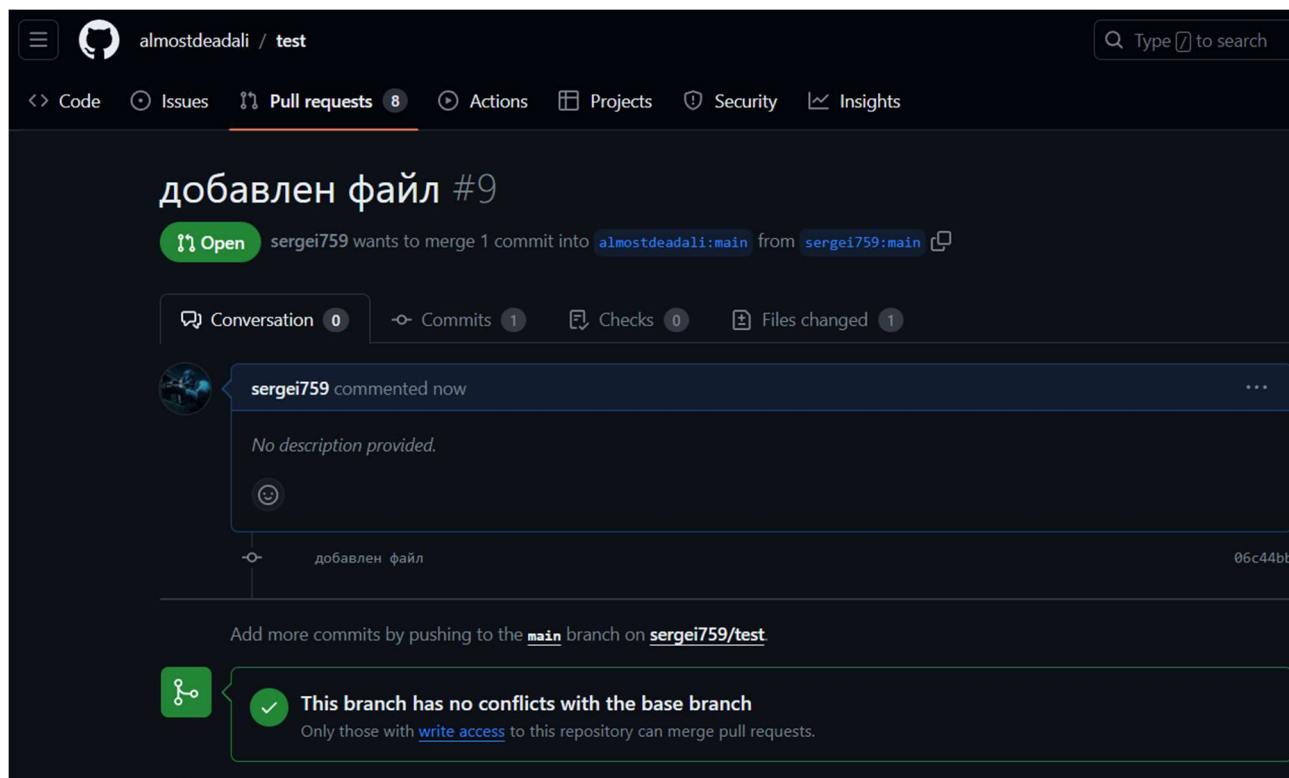 almostdeadali / test
Type / to search
Code Issues Pull requests 8 Actions Projects Security Insights
добавлен файл #9
Open sergei759 wants to merge 1 commit into almostdeadali:main from sergei759:main
Conversation 0 Commits 1 Checks 0 Files changed 1
sergei759 commented now
No description provided.
добавлен файл
Add more commits by pushing to the main branch on sergei759/test.
This branch has no conflicts with the base branch
Only those with write access to this repository can merge pull requests.